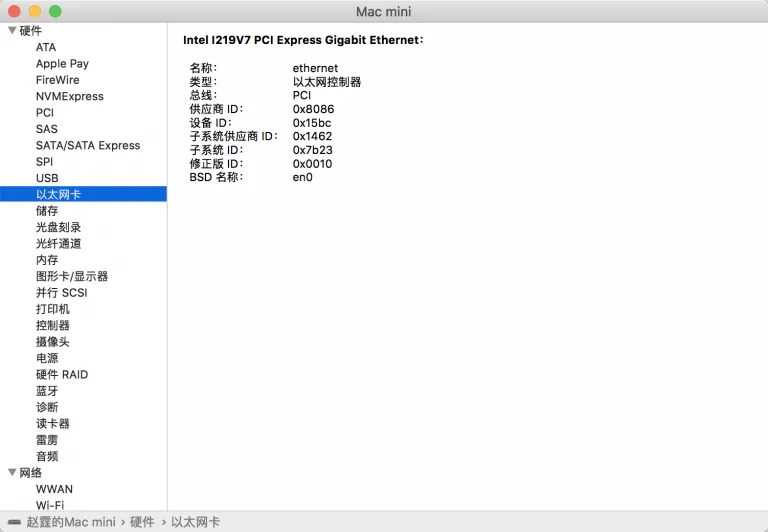 Mac mini
硬件
ATA
Apple Pay
FireWire
NVMExpress
PCI
SAS
SATA/SATA Express
SPI
USB
以太网卡
储存
光盘刻录
光纤通道
内存
图形卡/显示器
并行 SCSI
打印机
控制器
摄像头
电源
硬件 RAID
蓝牙
诊断
读卡器
雷雳
音频
网络
WWAN
Wi-Fi
Intel I219V7 PCI Express Gigabit Ethernet：
名称： ethernet
类型： 以太网控制器
总线： PCI
供应商 ID： 0x8086
设备 ID： 0x15bc
子系统供应商 ID： 0x1462
子系统 ID： 0x7b23
修正版 ID： 0x0010
BSD 名称： en0
赵霆的Mac mini › 硬件 › 以太网卡